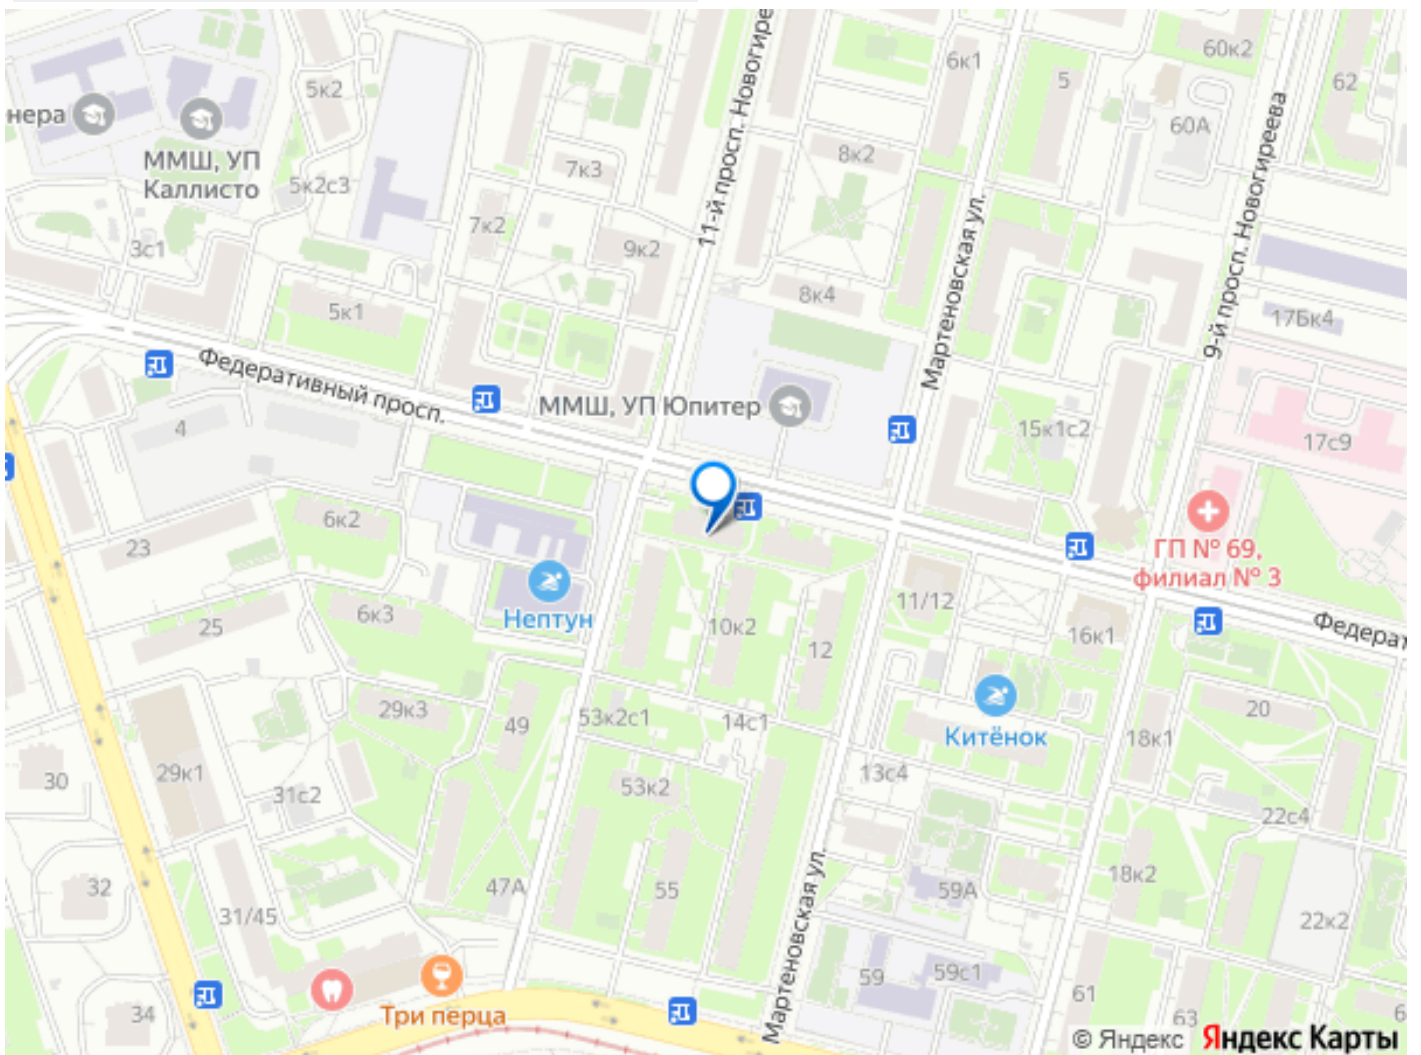 11-й просп. Новогире
6к1
60к2
5
62
5к2
нера
60А
ММШ, УП
Каллисто
8к2
7к3
5к2с3
9-й просп. Новогиреева
7к2
Мартеновская ул.
3с1
9к2
8к4
5к1
17Бк4
Федеративный просп.
ММШ, УП Юпитер
4
15к1с2
17с9
6к2
23
ГП № 69,
филиал № 3
Нептун
11/12
6к3
25
10к2
16к1
Федерат
12
29к3
53к2с1
14с1
49
20
Китёнок
18к1
30
29к1
31с2
53к2
13с4
22с4
32
47А
55
59А
18к2
31/45
22к2
Мартеновская ул.
59
59с1
61
34
Три перца
63
6
© Яндекс Яндекс Карты